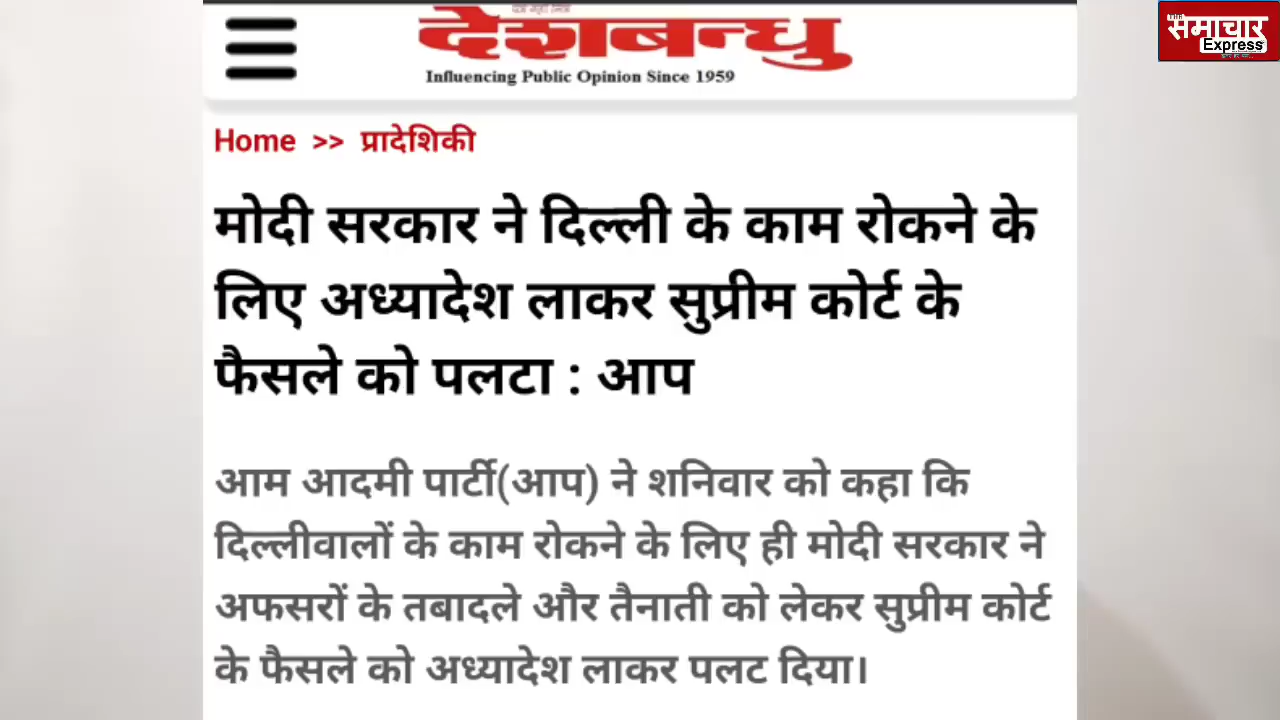 देशबन्धु
Influencing Public Opinion Since 1959
THE
समाचार
Express
Home >> प्रादेशिकी
मोदी सरकार ने दिल्ली के काम रोकने के
लिए अध्यादेश लाकर सुप्रीम कोर्ट के
फैसले को पलटा : आप
आम आदमी पार्टी(आप) ने शनिवार को कहा कि
दिल्लीवालों के काम रोकने के लिए ही मोदी सरकार ने
अफसरों के तबादले और तैनाती को लेकर सुप्रीम कोर्ट
के फैसले को अध्यादेश लाकर पलट दिया।